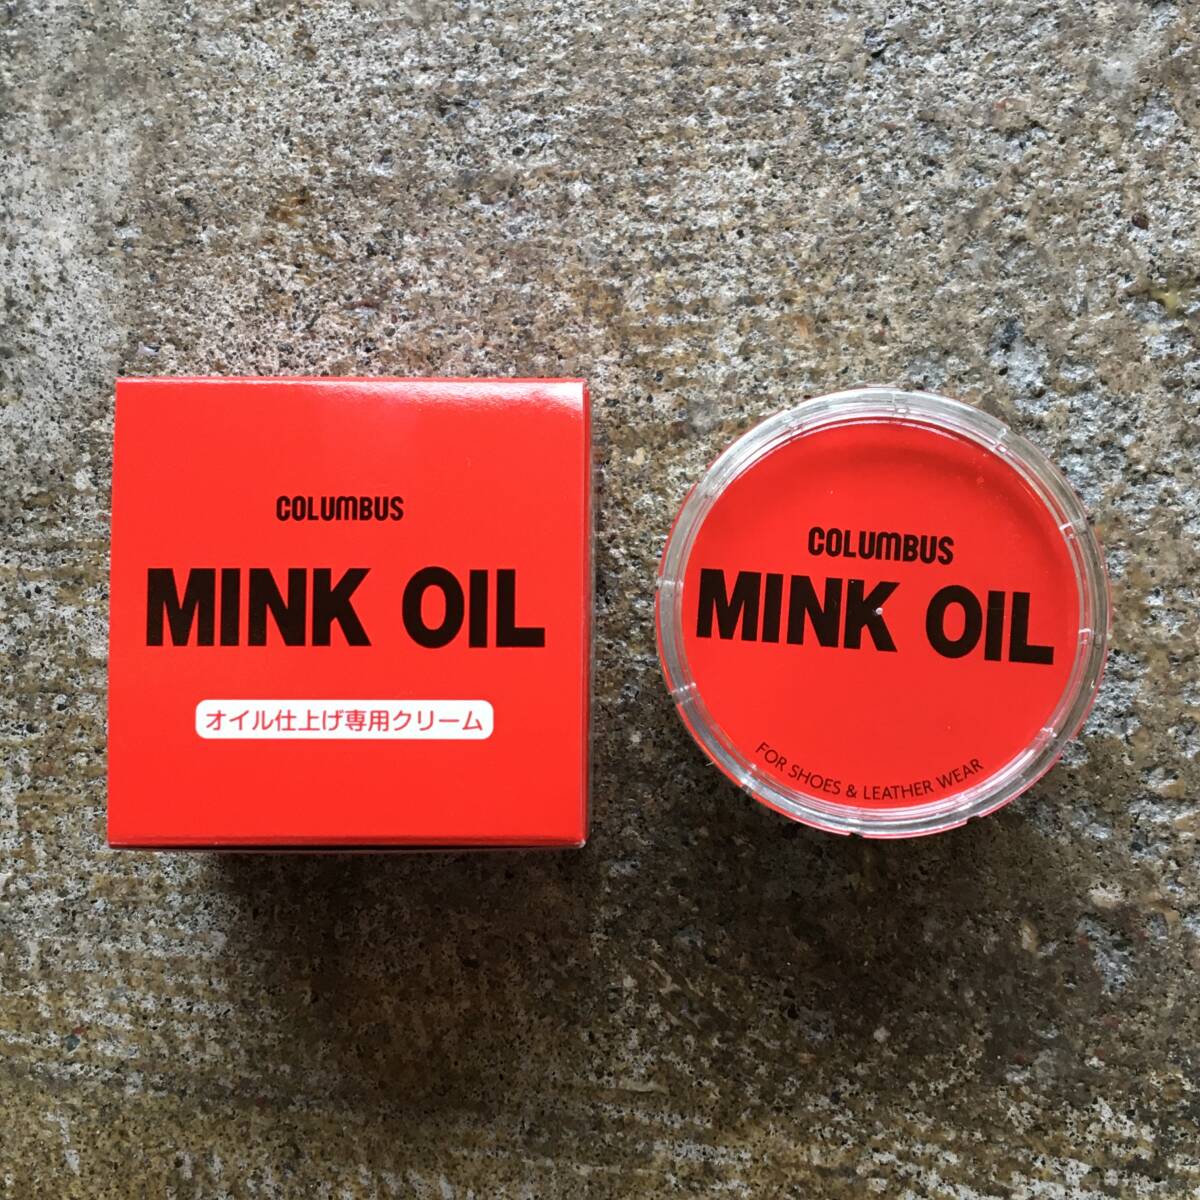 COLUMBUS
MINK OIL
オイル仕上げ専用クリーム
COLUMBUS
MINK OIL
FOR SHOES & LEATHER WEAR